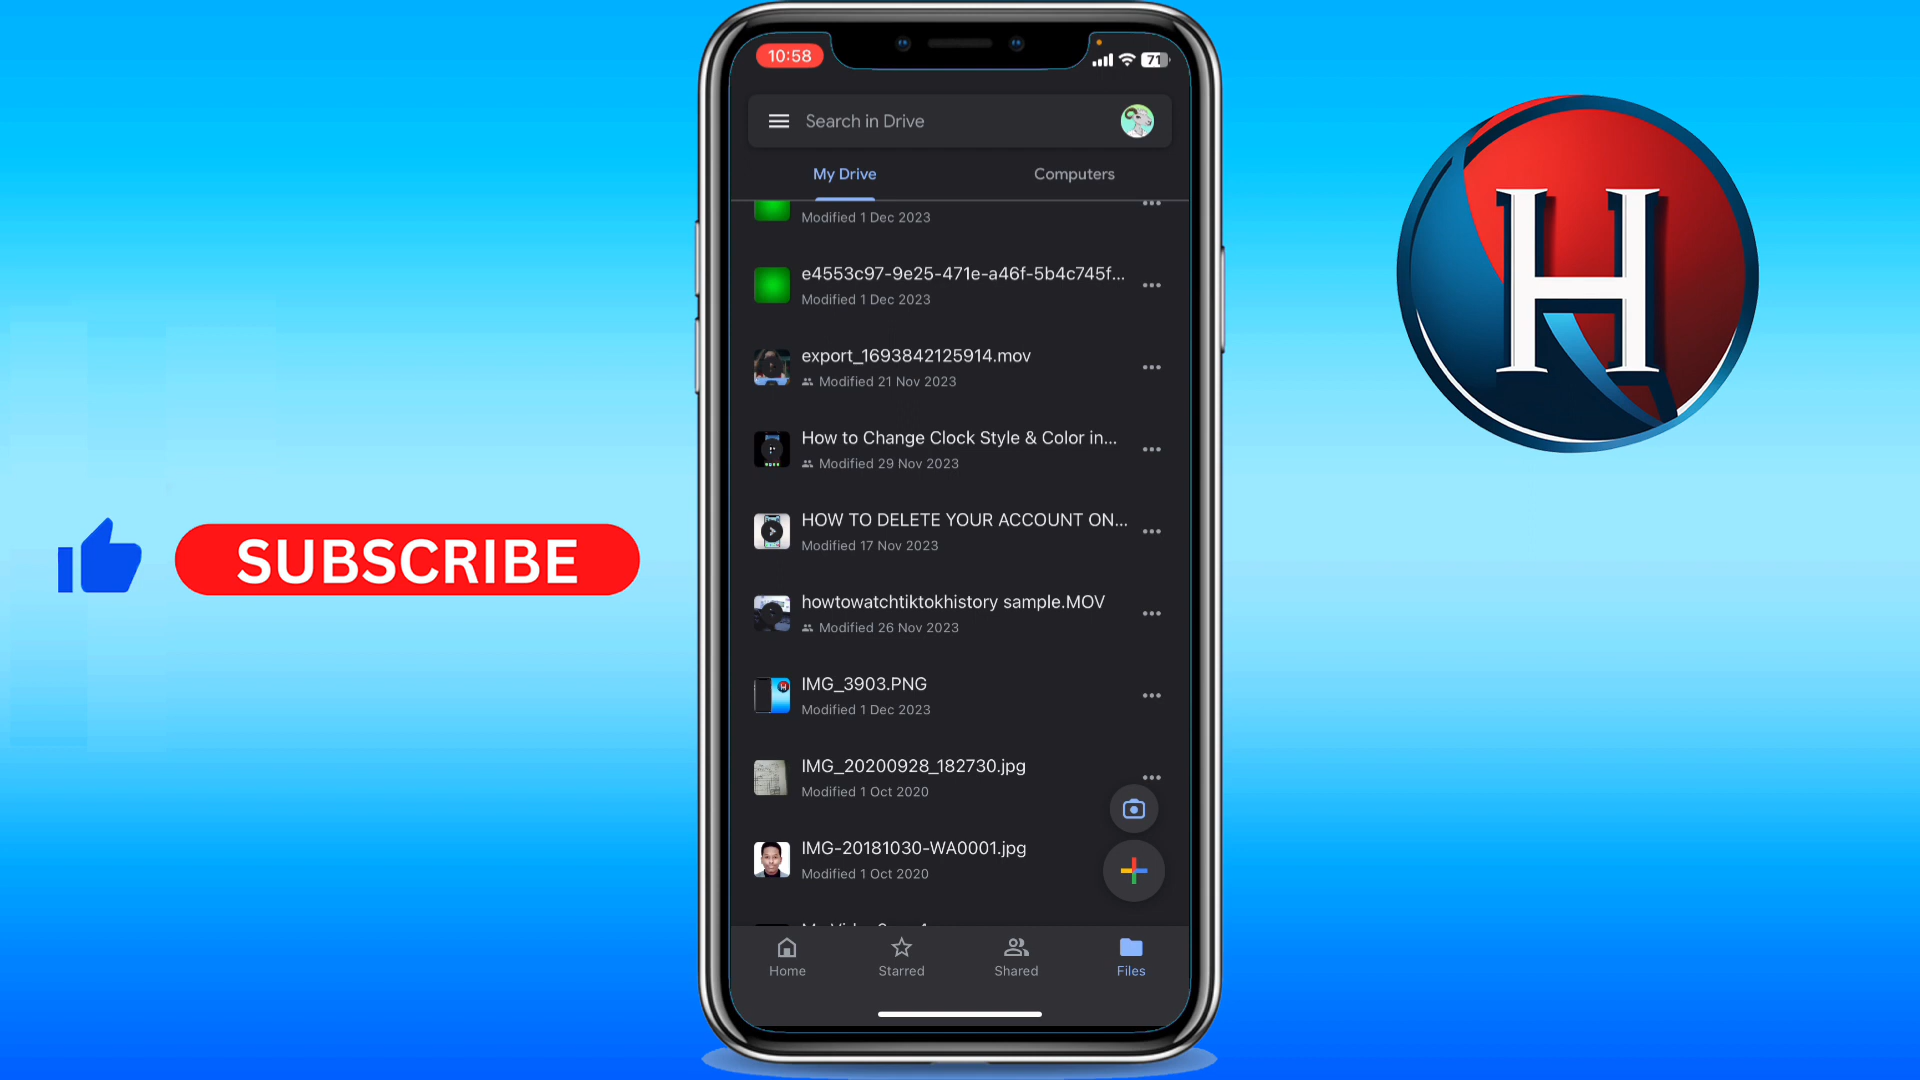 10:58
71
Search in Drive
My Drive
Computers
Modified 1 Dec 2023
e4553c97-9e25-471e-a46f-5b4c745f...
Modified 1 Dec 2023
export_1693842125914.mov
Modified 21 Nov 2023
How to Change Clock Style & Color in...
Modified 29 Nov 2023
HOW TO DELETE YOUR ACCOUNT ON...
Modified 17 Nov 2023
howtowatchtiktokhistory sample.MOV
Modified 26 Nov 2023
IMG_3903.PNG
Modified 1 Dec 2023
IMG_20200928_182730.jpg
Modified 1 Oct 2020
IMG-20181030-WA0001.jpg
Modified 1 Oct 2020
Home
Starred
Shared
Files
SUBSCRIBE
H